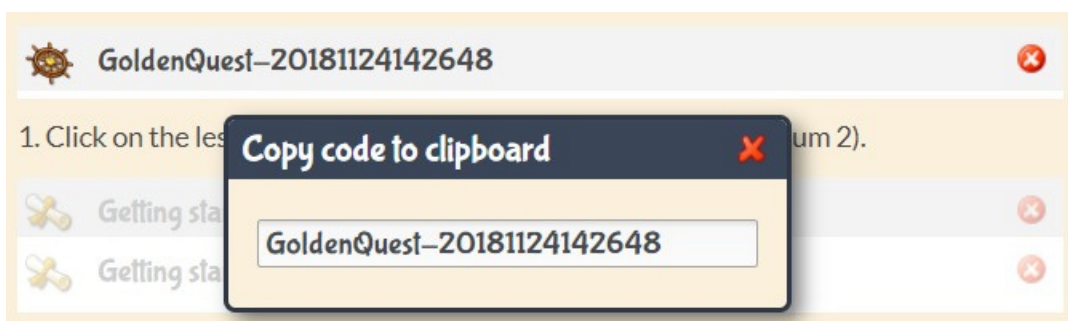 GoldenQuest-20181124142648
1. Click on the les
um 2).
Copy code to clipboard
GoldenQuest-20181124142648
Getting sta
Getting sta